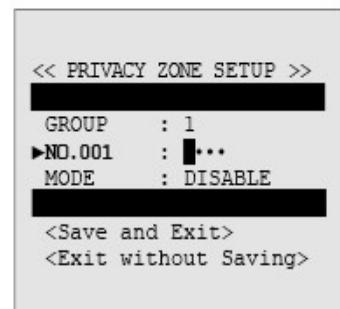 << PRIVACY ZONE SETUP >>
GROUP : 1
►NO.001 : █•••
MODE : DISABLE
<Save and Exit>
<Exit without Saving>